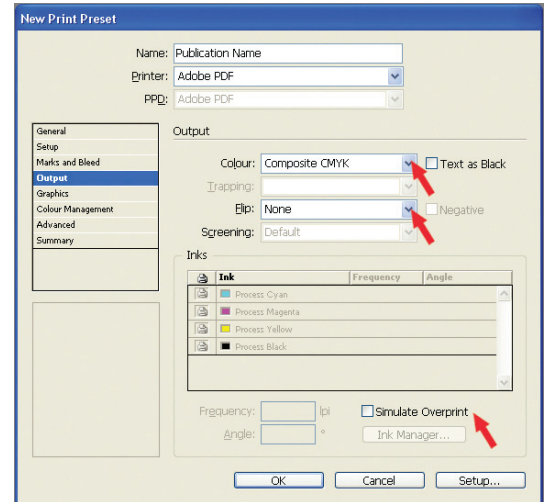 New Print Preset
Name: Publication Name
Printer: Adobe PDF
PPD: Adobe PDF
General
Setup
Marks and Bleed
Output
Graphics
Colour Management
Advanced
Summary
Output
Colour: Composite CMYK Text as Black
Trapping:
Flip: None Negative
Screening: Default
Inks
Ink Frequency Angle
Process Cyan
Process Magenta
Process Yellow
Process Black
Frequency: lpi Simulate Overprint
Angle: ° Ink Manager...
OK Cancel Setup...